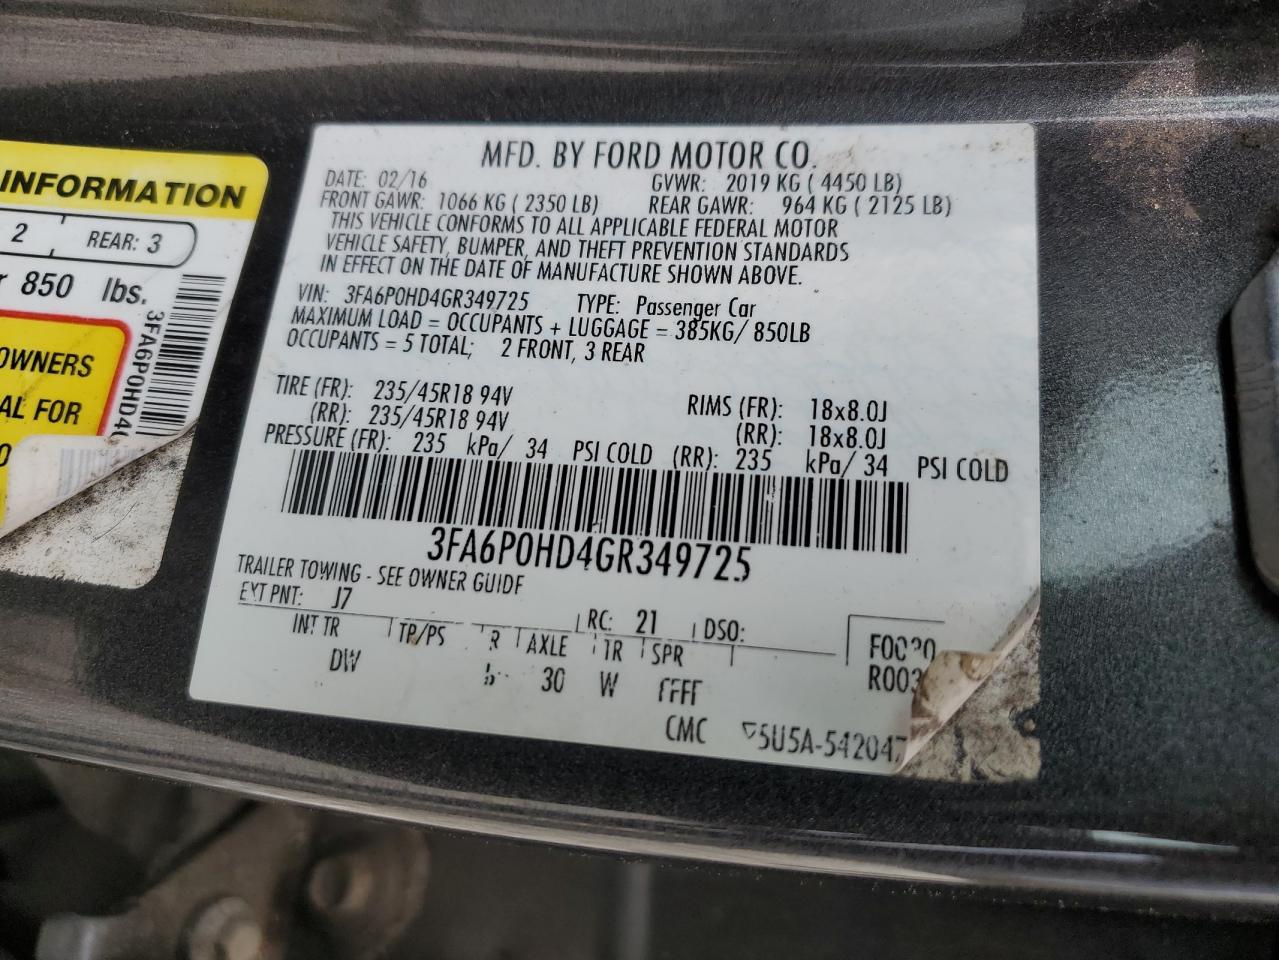 INFORMATION
2 REAR: 3
850 lbs.
3FA6P0HD4
OWNERS
AL FOR
MFD. BY FORD MOTOR CO.
DATE: 02/16 GVWR: 2019 KG ( 4450 LB)
FRONT GAWR: 1066 KG ( 2350 LB) REAR GAWR: 964 KG ( 2125 LB)
THIS VEHICLE CONFORMS TO ALL APPLICABLE FEDERAL MOTOR
VEHICLE SAFETY, BUMPER, AND THEFT PREVENTION STANDARDS
IN EFFECT ON THE DATE OF MANUFACTURE SHOWN ABOVE.
VIN: 3FA6P0HD4GR349725 TYPE: Passenger Car
MAXIMUM LOAD = OCCUPANTS + LUGGAGE = 385KG/ 850LB
OCCUPANTS = 5 TOTAL; 2 FRONT, 3 REAR
TIRE (FR): 235/45R18 94V RIMS (FR): 18x8.0J
(RR): 235/45R18 94V (RR): 18x8.0J
PRESSURE (FR): 235 kPa/ 34 PSI COLD (RR): 235 kPa/ 34 PSI COLD
3FA6P0HD4GR349725
TRAILER TOWING - SEE OWNER GUIDE
EXT PNT: J7 RC: 21 DSO:
INT TR TP/PS R AXLE TR SPR F0020
DW 30 W FFFF R003
CMC 5U5A-542047